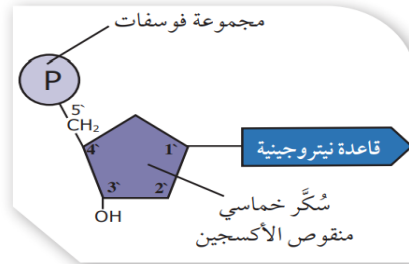 مجموعة فوسفات
P
5`
CH₂
4`
1`
قاعدة نيتروجينية
3`
2`
OH
سُكَّر خماسي
منقوص الأكسجين